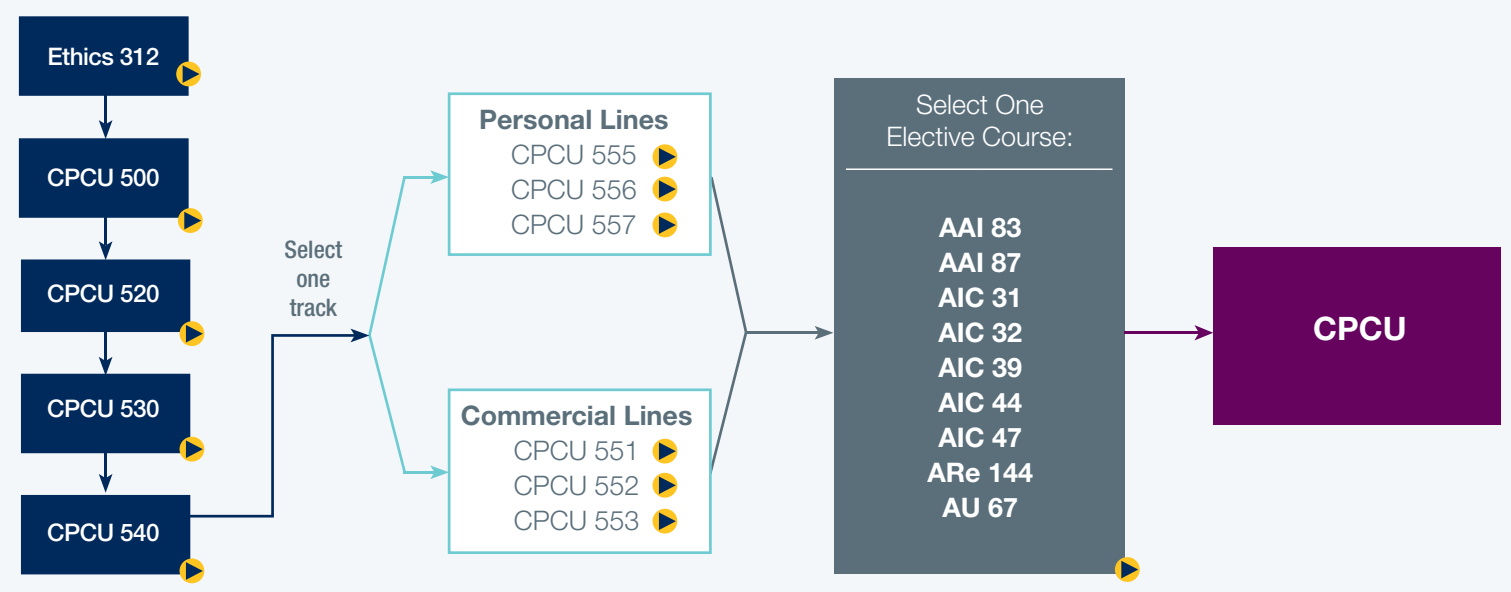 Ethics 312
CPCU 500
CPCU 520
CPCU 530
CPCU 540
Select
one
track
Personal Lines
CPCU 555
CPCU 556
CPCU 557
Commercial Lines
CPCU 551
CPCU 552
CPCU 553
Select One
Elective Course:
AAI 83
AAI 87
AIC 31
AIC 32
AIC 39
AIC 44
AIC 47
ARe 144
AU 67
CPCU